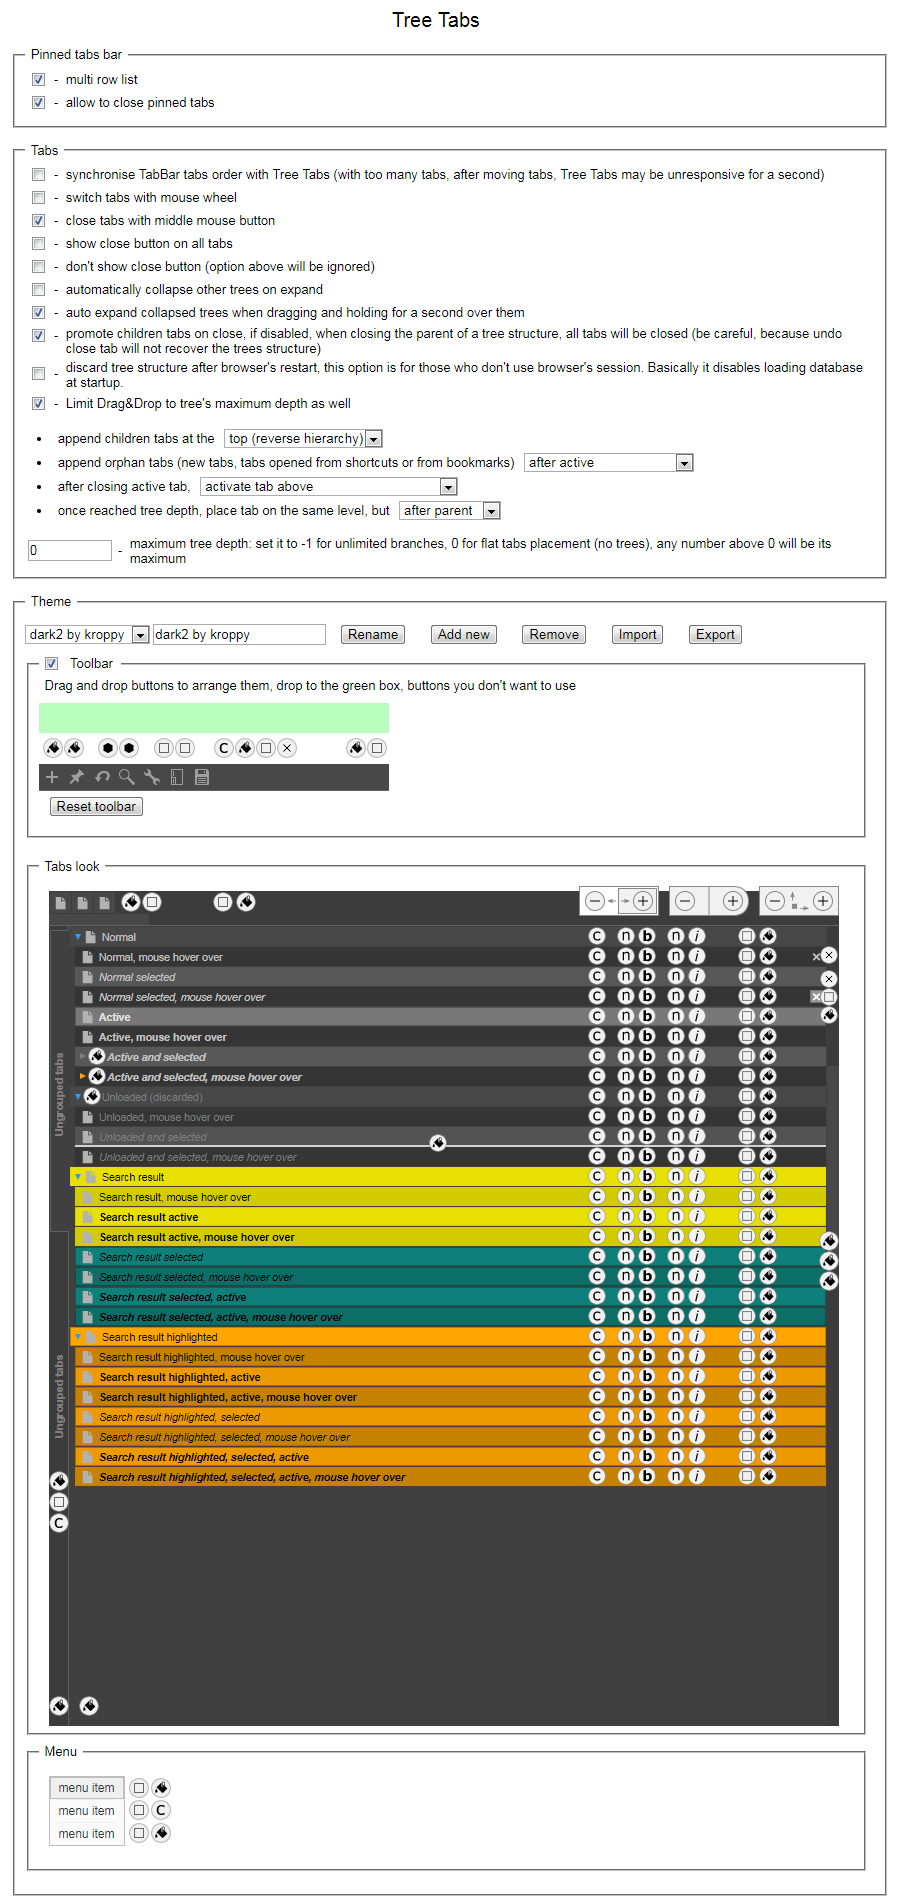 Tree Tabs
Pinned tabs bar
- multi row list
- allow to close pinned tabs
Tabs
- synchronise TabBar tabs order with Tree Tabs (with too many tabs, after moving tabs, Tree Tabs may be unresponsive for a second)
- switch tabs with mouse wheel
- close tabs with middle mouse button
- show close button on all tabs
- don't show close button (option above will be ignored)
- automatically collapse other trees on expand
- auto expand collapsed trees when dragging and holding for a second over them
- promote children tabs on close, if disabled, when closing the parent of a tree structure, all tabs will be closed (be careful, because undo
close tab will not recover the trees structure)
- discard tree structure after browser's restart, this option is for those who don't use browser's session. Basically it disables loading database
at startup.
- Limit Drag&Drop to tree's maximum depth as well
• append children tabs at the top (reverse hierarchy)
• append orphan tabs (new tabs, tabs opened from shortcuts or from bookmarks) after active
• after closing active tab, activate tab above
• once reached tree depth, place tab on the same level, but after parent
0 - maximum tree depth: set it to -1 for unlimited branches, 0 for flat tabs placement (no trees), any number above 0 will be its
maximum
Theme
dark2 by kroppy dark2 by kroppy Rename Add new Remove Import Export
Toolbar
Drag and drop buttons to arrange them, drop to the green box, buttons you don't want to use
C
Reset toolbar
Tabs look
Normal C n b n i
Normal, mouse hover over C n b n i
Normal selected C n b n i
Normal selected, mouse hover over C n b n i
Active C n b n i
Active, mouse hover over C n b n i
Active and selected C n b n i
Active and selected, mouse hover over C n b n i
Unloaded (discarded) C n b n i
Unloaded, mouse hover over C n b n i
Unloaded and selected C n b n i
Unloaded and selected, mouse hover over C n b n i
Ungrouped tabs
Search result C n b n i
Search result, mouse hover over C n b n i
Search result active C n b n i
Search result active, mouse hover over C n b n i
Search result selected C n b n i
Search result selected, mouse hover over C n b n i
Search result selected, active C n b n i
Search result selected, active, mouse hover over C n b n i
Search result highlighted C n b n i
Search result highlighted, mouse hover over C n b n i
Search result highlighted, active C n b n i
Search result highlighted, active, mouse hover over C n b n i
Search result highlighted, selected C n b n i
Search result highlighted, selected, mouse hover over C n b n i
Search result highlighted, selected, active C n b n i
Search result highlighted, selected, active, mouse hover over C n b n i
Ungrouped tabs
C
Menu
menu item
menu item C
menu item